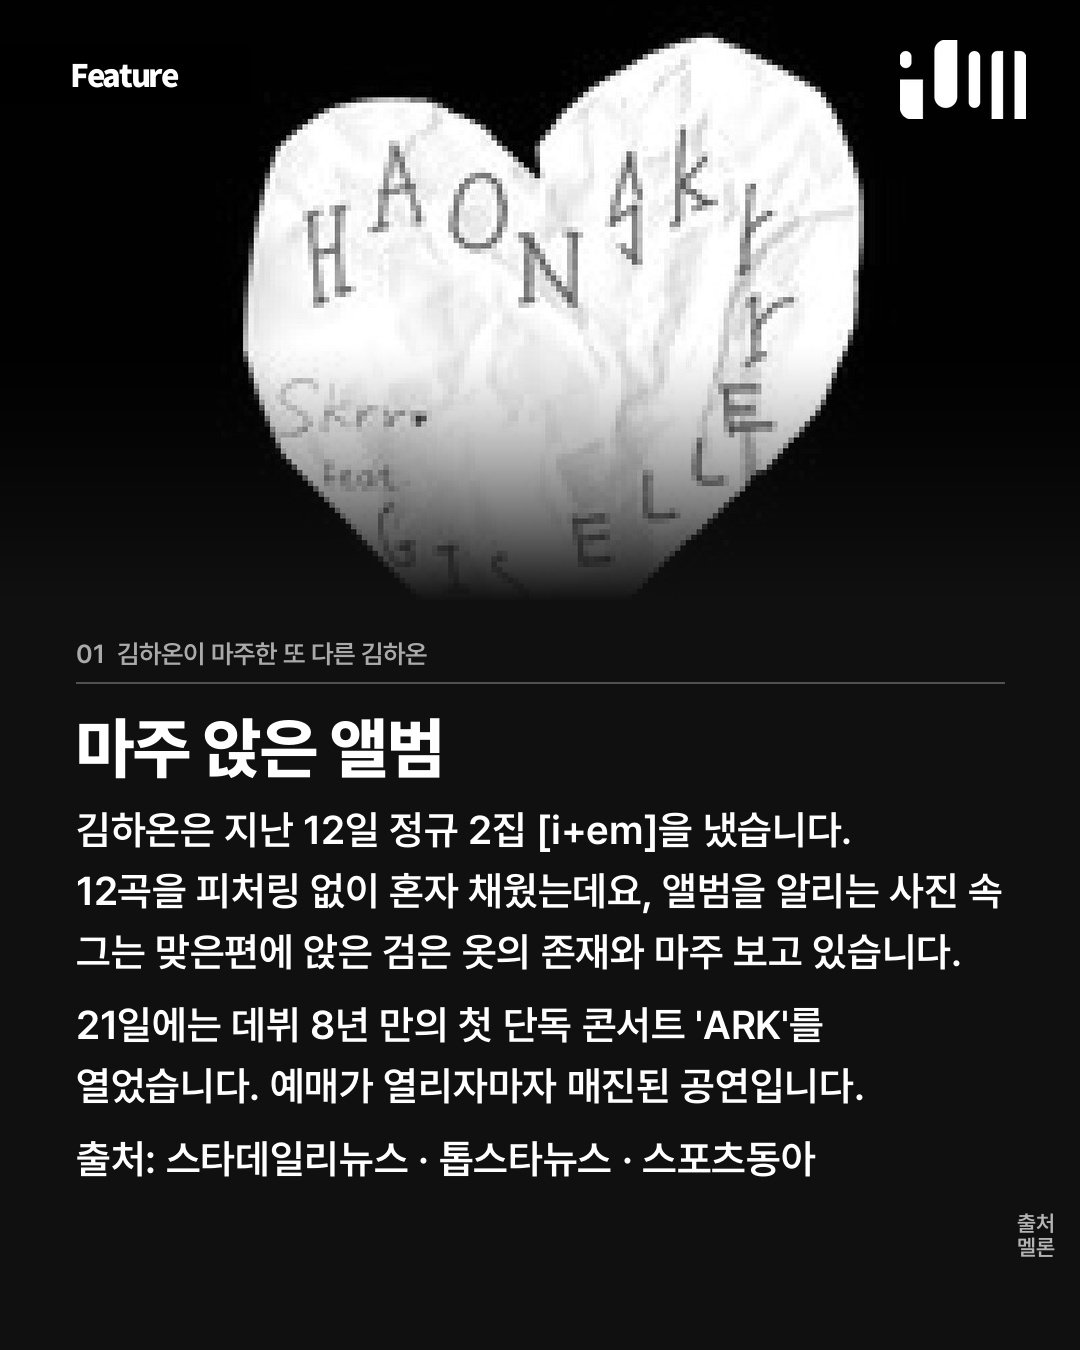 Feature
HAON Skrr
Skrr.
Feat.
GISELLE
01 김하온이 마주한 또 다른 김하온
마주 앉은 앨범
김하온은 지난 12일 정규 2집 [i+em]을 냈습니다.
12곡을 피처링 없이 혼자 채웠는데요, 앨범을 알리는 사진 속
그는 맞은편에 앉은 검은 옷의 존재와 마주 보고 있습니다.
21일에는 데뷔 8년 만의 첫 단독 콘서트 'ARK'를
열었습니다. 예매가 열리자마자 매진된 공연입니다.
출처: 스타데일리뉴스 · 톱스타뉴스 · 스포츠동아
출처
멜론